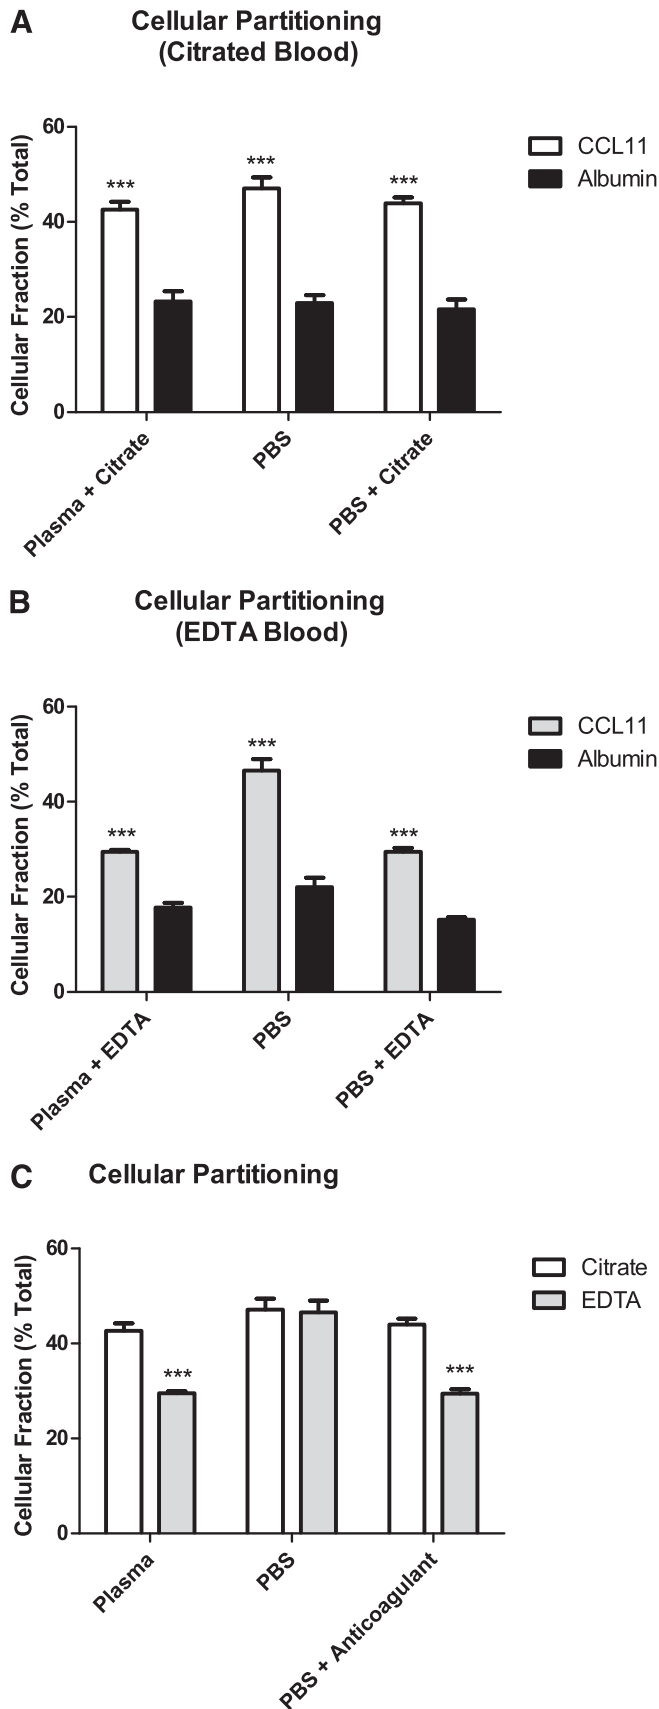 A
Cellular Partitioning
(Citrated Blood)
Cellular Fraction (% Total)
60
40
20
0
***
***
***
CCL11
Albumin
Plasma + Citrate
PBS
PBS + Citrate
B
Cellular Partitioning
(EDTA Blood)
Cellular Fraction (% Total)
60
40
20
0
***
***
***
CCL11
Albumin
Plasma + EDTA
PBS
PBS + EDTA
C
Cellular Partitioning
Cellular Fraction (% Total)
60
40
20
0
***
***
Citrate
EDTA
Plasma
PBS
PBS + Anticoagulant